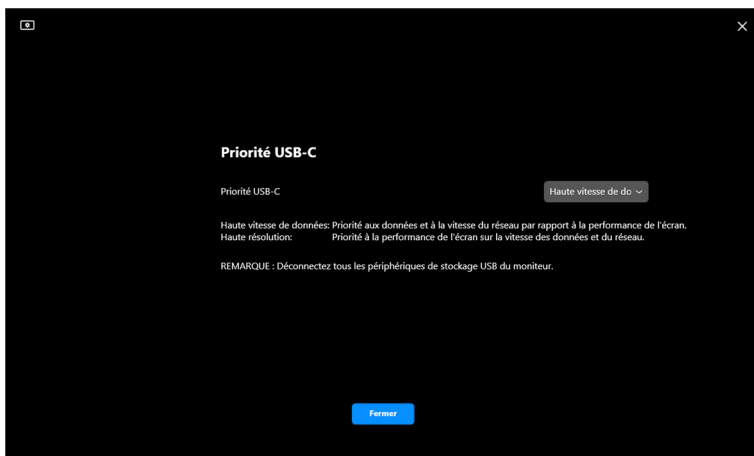 Priorité USB-C
Priorité USB-C
Haute vitesse de do
Haute vitesse de données: Priorité aux données et à la vitesse du réseau par rapport à la performance de l'écran.
Haute résolution: Priorité à la performance de l'écran sur la vitesse des données et du réseau.
REMARQUE : Déconnectez tous les périphériques de stockage USB du moniteur.
Fermer